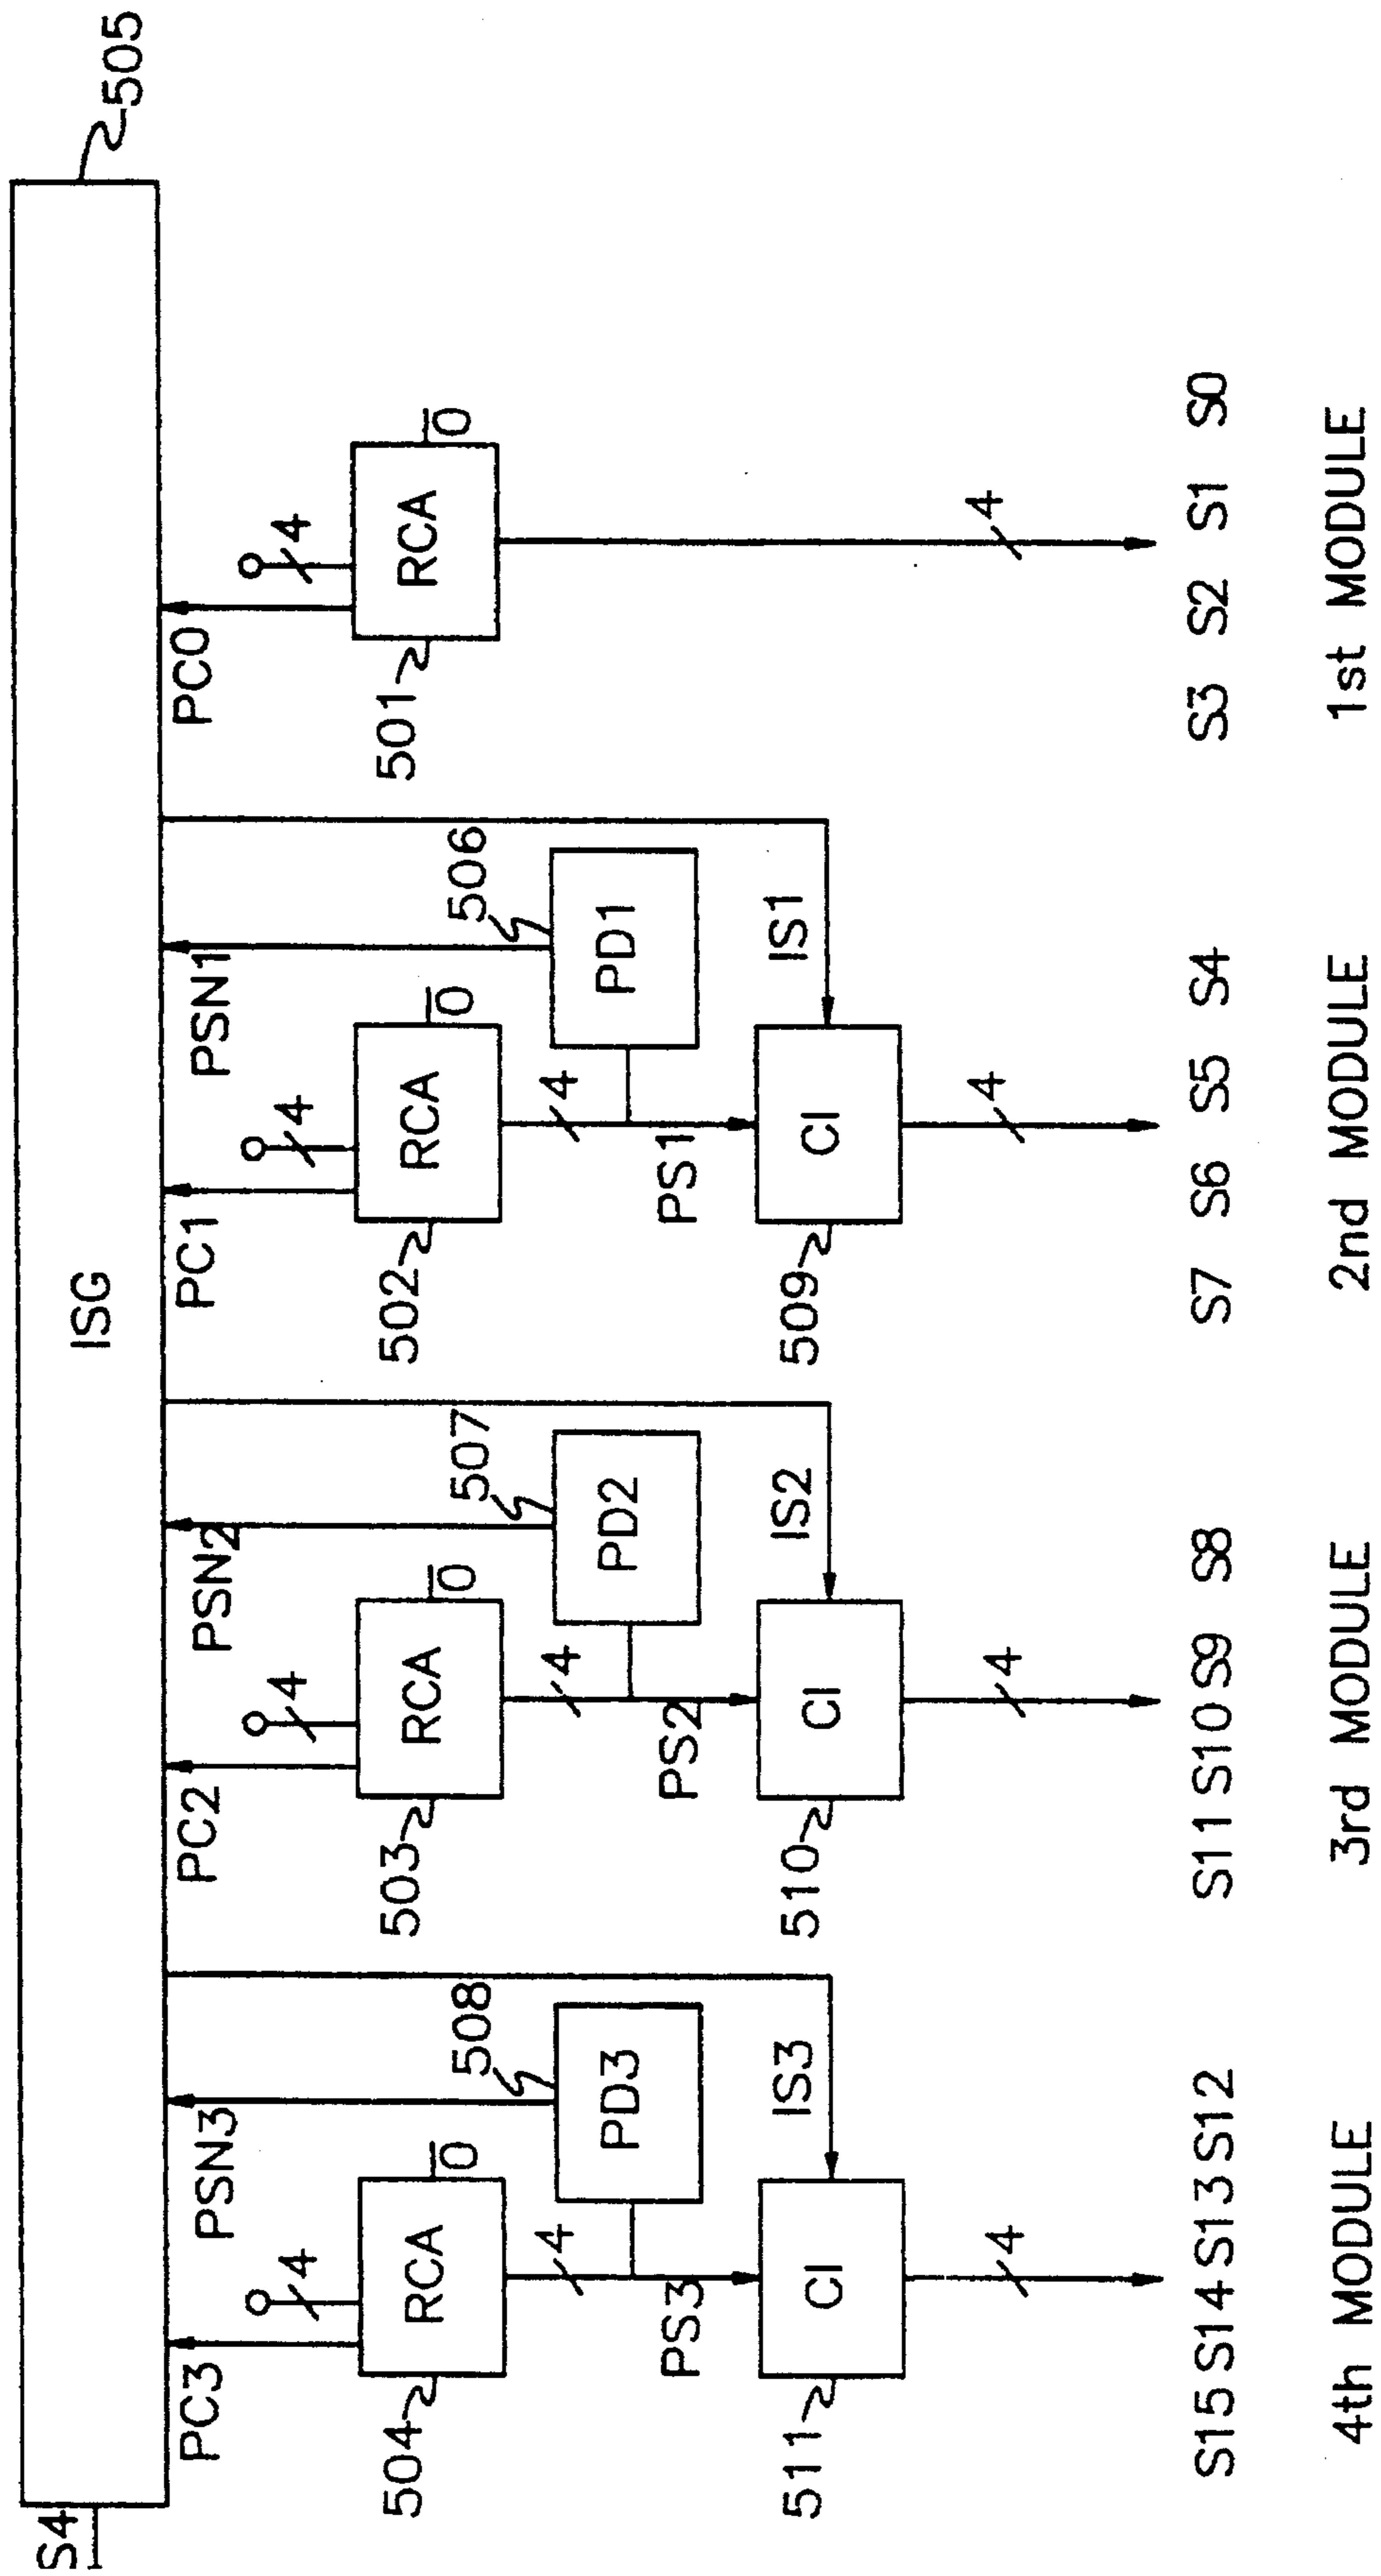 505
ISG
S4
PC3
PSN3
PC2
PSN2
PC1
PSN1
PC0
4
4
4
4
504
RCA
0
508
503
RCA
0
507
502
RCA
0
506
501
RCA
0
4
PD3
4
PD2
4
PD1
PS3
IS3
PS2
IS2
PS1
IS1
511
CI
510
CI
509
CI
4
4
4
4
S15 S14 S13 S12
S11 S10 S9 S8
S7 S6 S5 S4
S3 S2 S1 S0
4th MODULE
3rd MODULE
2nd MODULE
1st MODULE